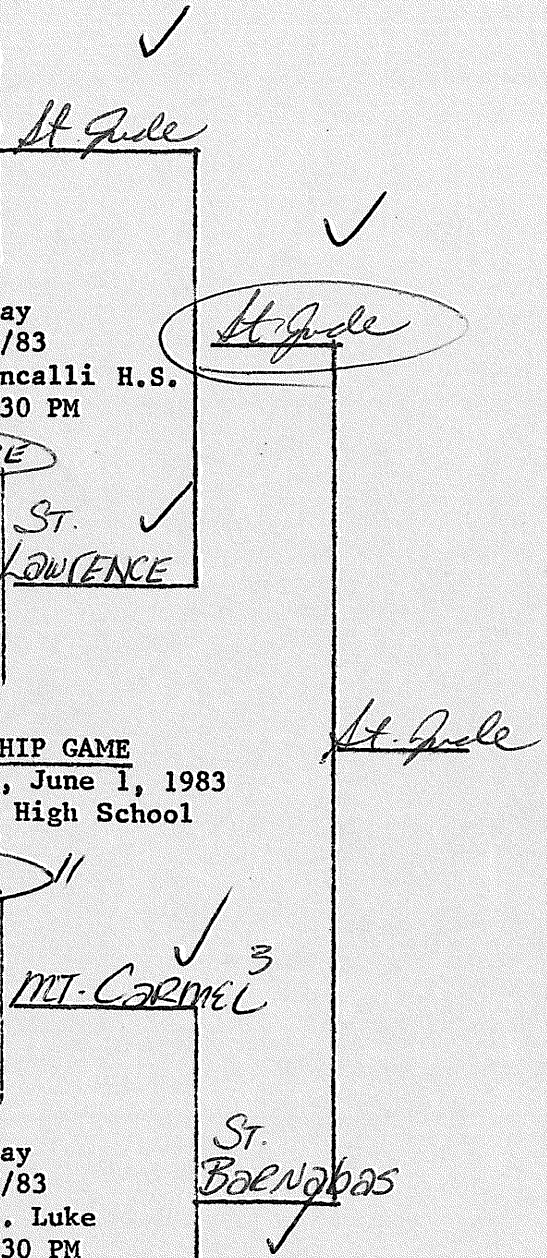 St. Jude
St. Jude
ay
/83
ncalli H.S.
30 PM
E
ST.
LAWRENCE
HIP GAME
, June 1, 1983
High School
St. Jude
11
MT. CARMEL 3
ay
/83
. Luke
30 PM
ST.
BARNabas